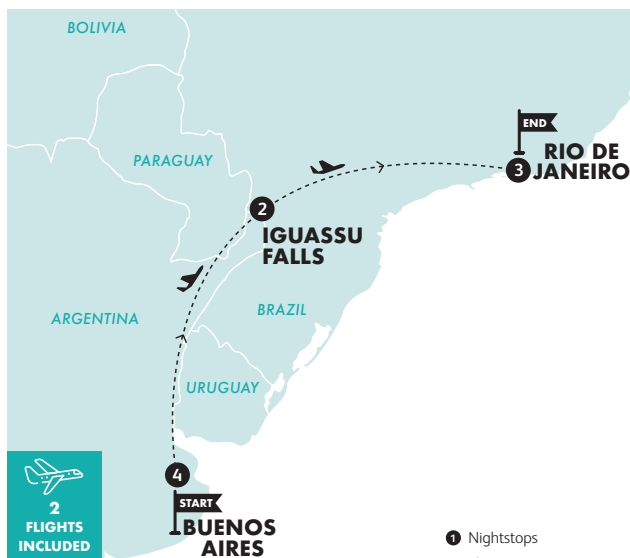 BOLIVIA
PARAGUAY
END
RIO DE
JANEIRO
3
2
IGUASSU
FALLS
ARGENTINA
BRAZIL
URUGUAY
4
START
BUENOS
AIRES
2
FLIGHTS
INCLUDED
1 Nightstops